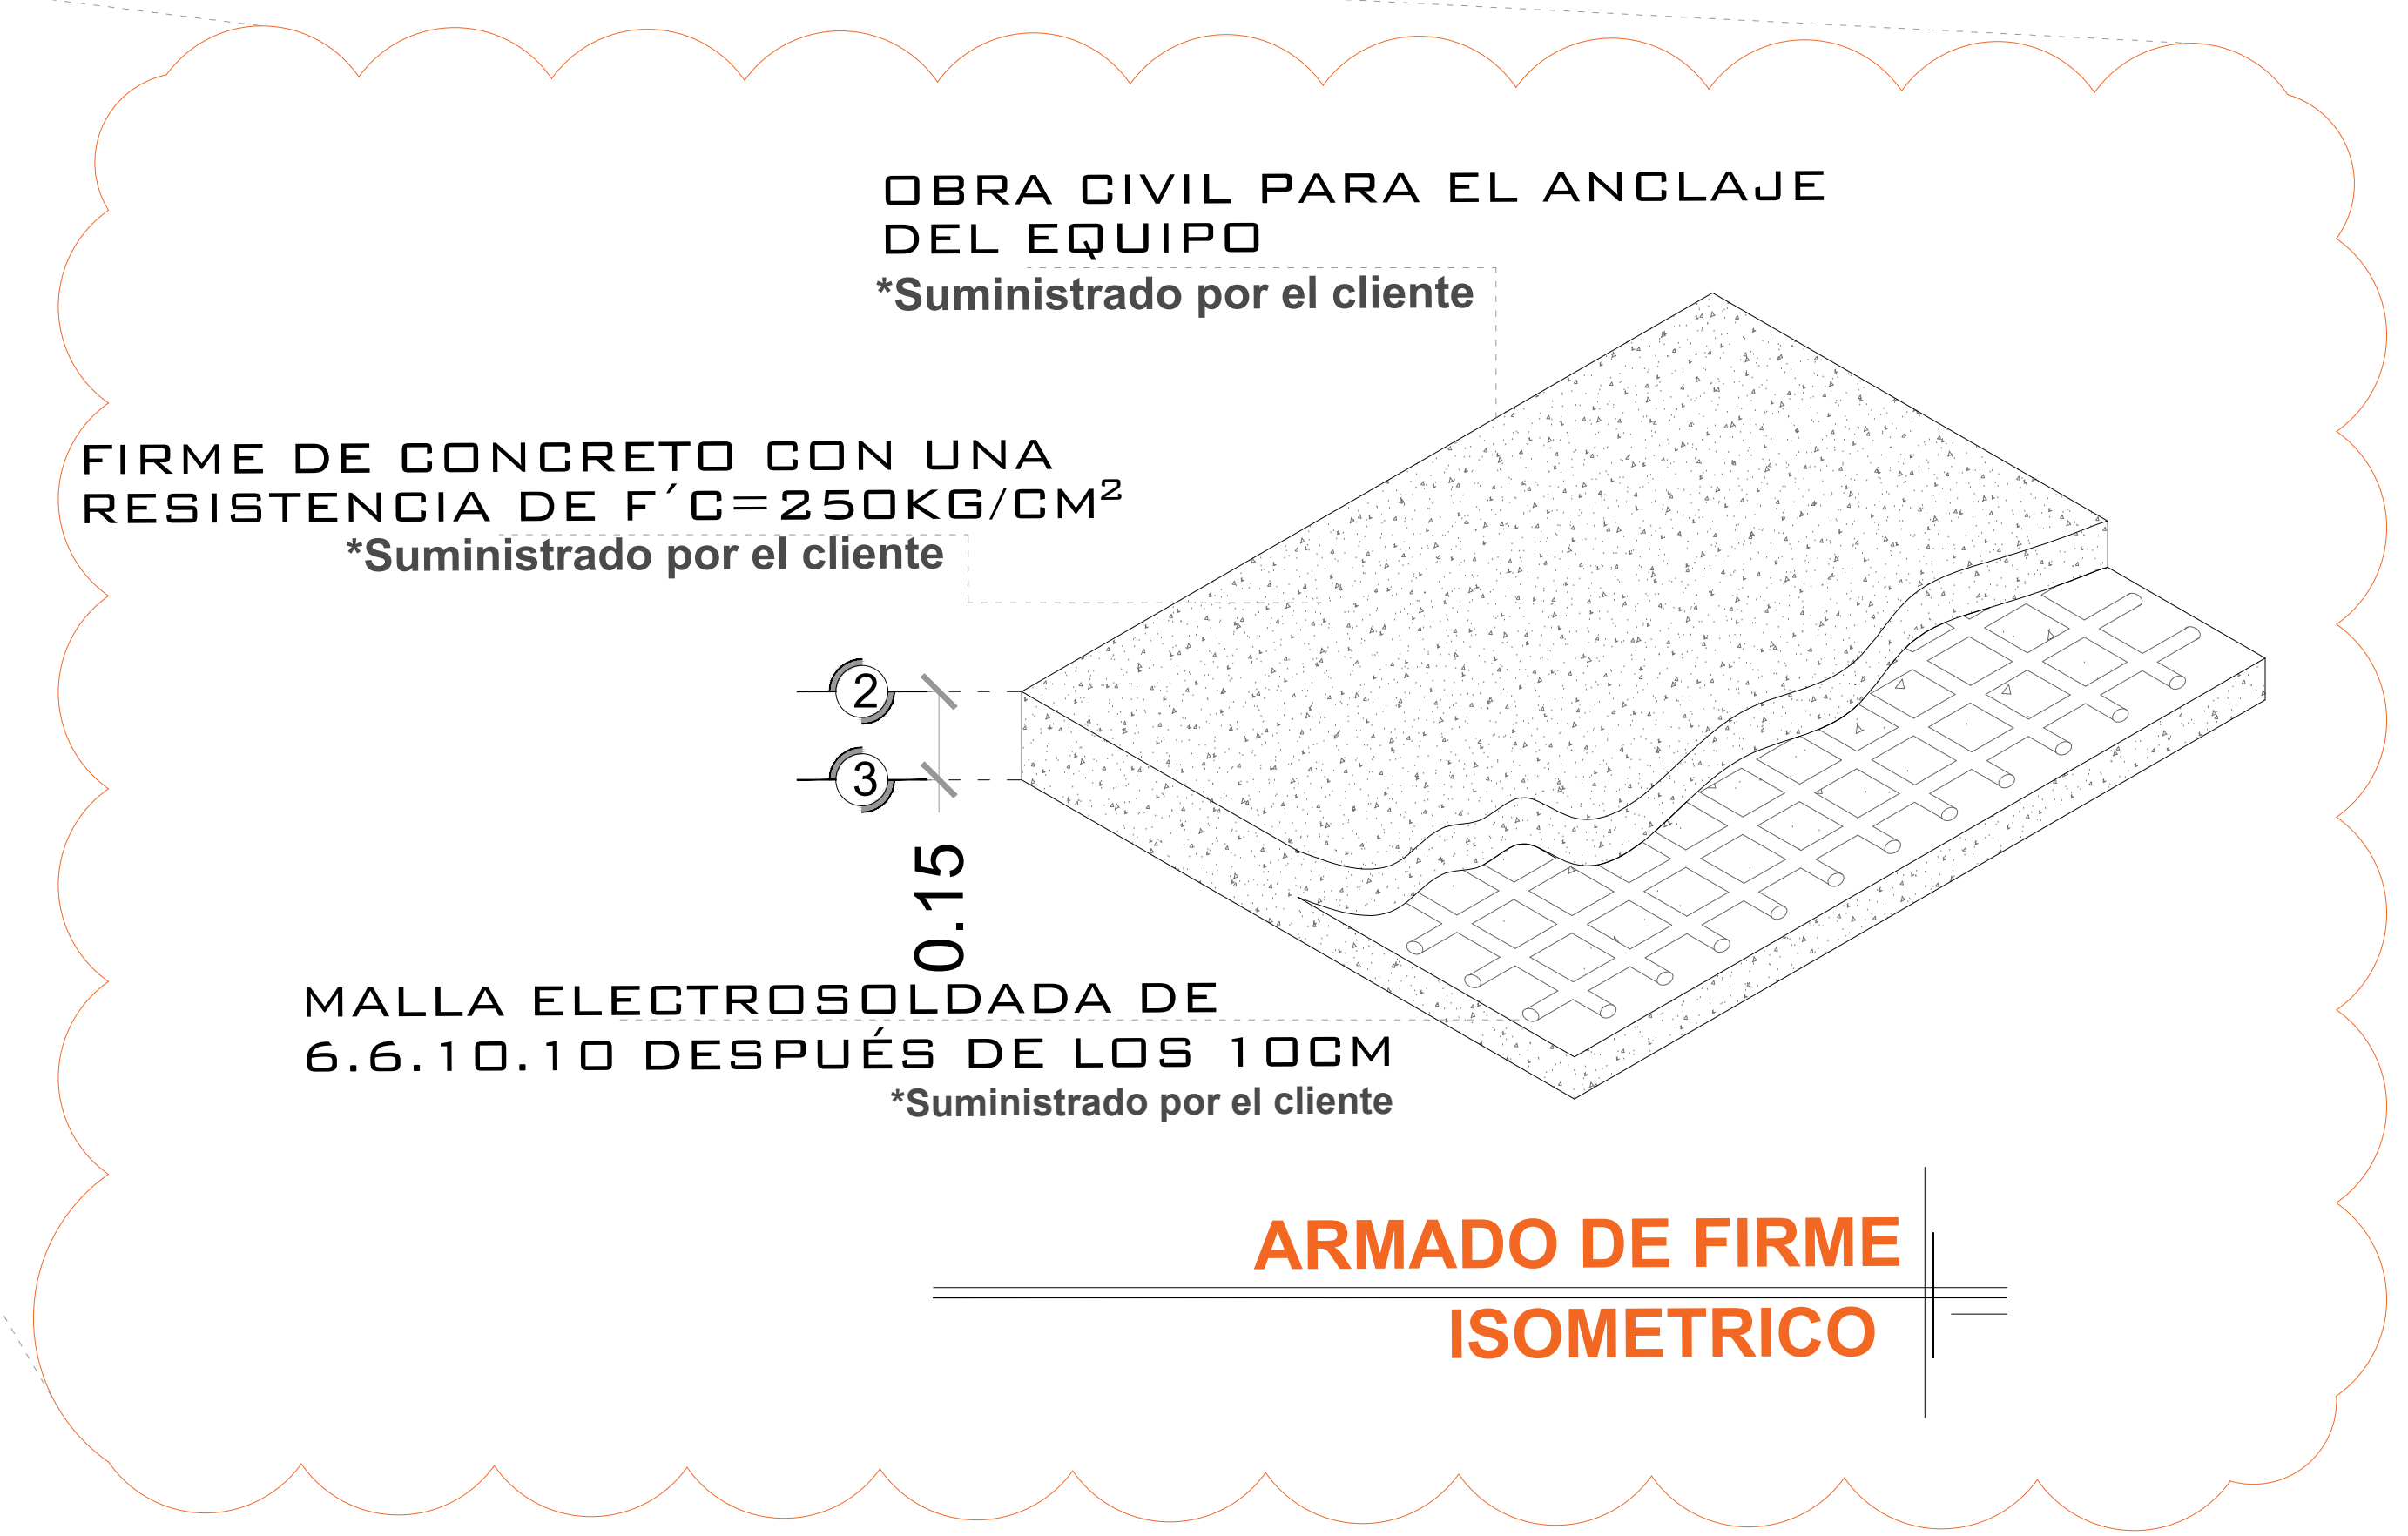 OBRA CIVIL PARA EL ANCLAJE
DEL EQUIPO
*Suministrado por el cliente
FIRME DE CONCRETO CON UNA
RESISTENCIA DE F´C=250KG/CM²
*Suministrado por el cliente
2
3
0.15
MALLA ELECTROSOLDADA DE
6.6.10.10 DESPUÉS DE LOS 10CM
*Suministrado por el cliente
ARMADO DE FIRME
ISOMETRICO